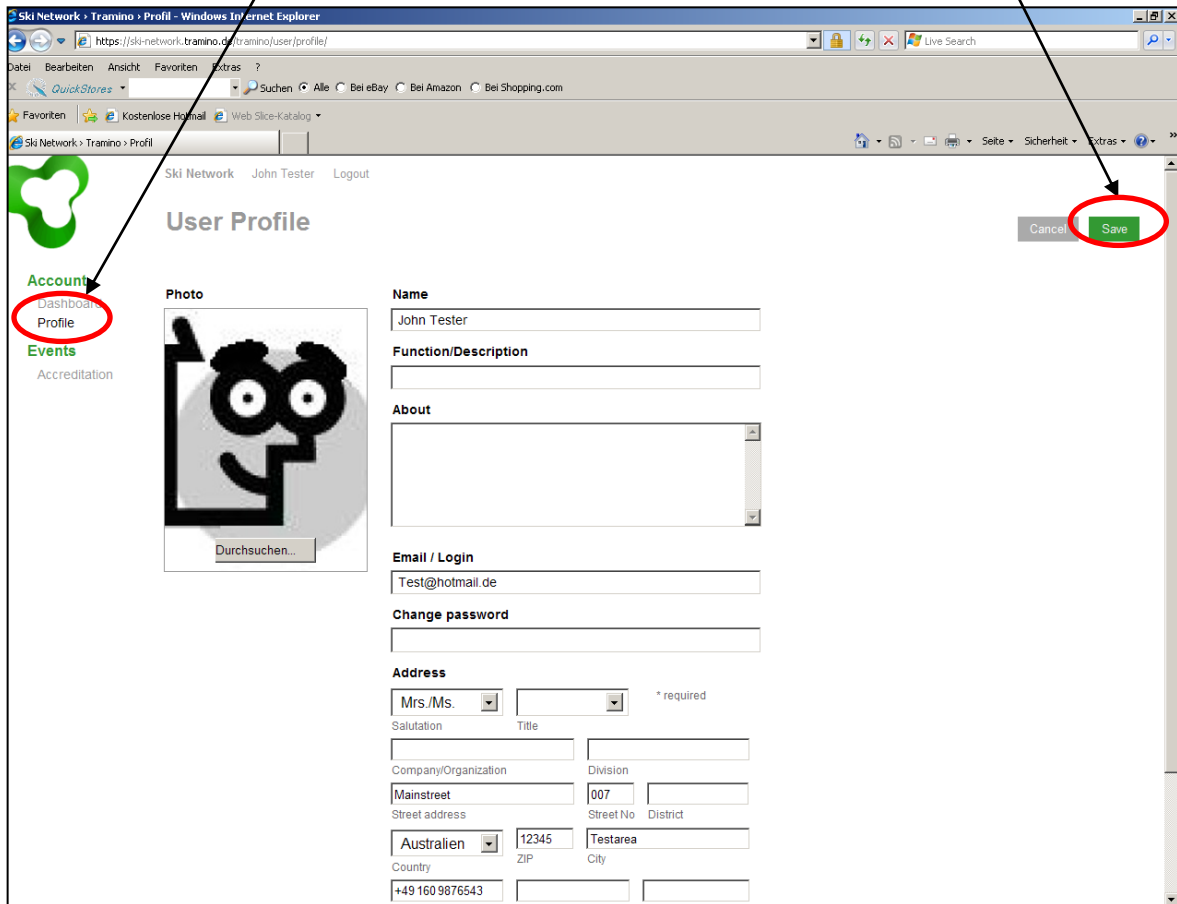 Ski Network › Tramino › Profil - Windows Internet Explorer
https://ski-network.tramino.de/tramino/user/profile/
Live Search
Datei Bearbeiten Ansicht Favoriten Extras ?
x QuickStores Suchen Alle Bei eBay Bei Amazon Bei Shopping.com
Favoriten Kostenlose Hotmail Web Slice-Katalog
Ski Network › Tramino › Profil
Seite Sicherheit Extras »
Ski Network John Tester Logout
User Profile
Cancel Save
Account
Dashboard
Profile
Events
Accreditation
Photo
Durchsuchen...
Name
John Tester
Function/Description
About
Email / Login
Test@hotmail.de
Change password
Address
Mrs./Ms. * required
Salutation Title
Company/Organization Division
Mainstreet 007
Street address Street No District
Australien 12345 Testarea
Country ZIP City
+49 160 9876543